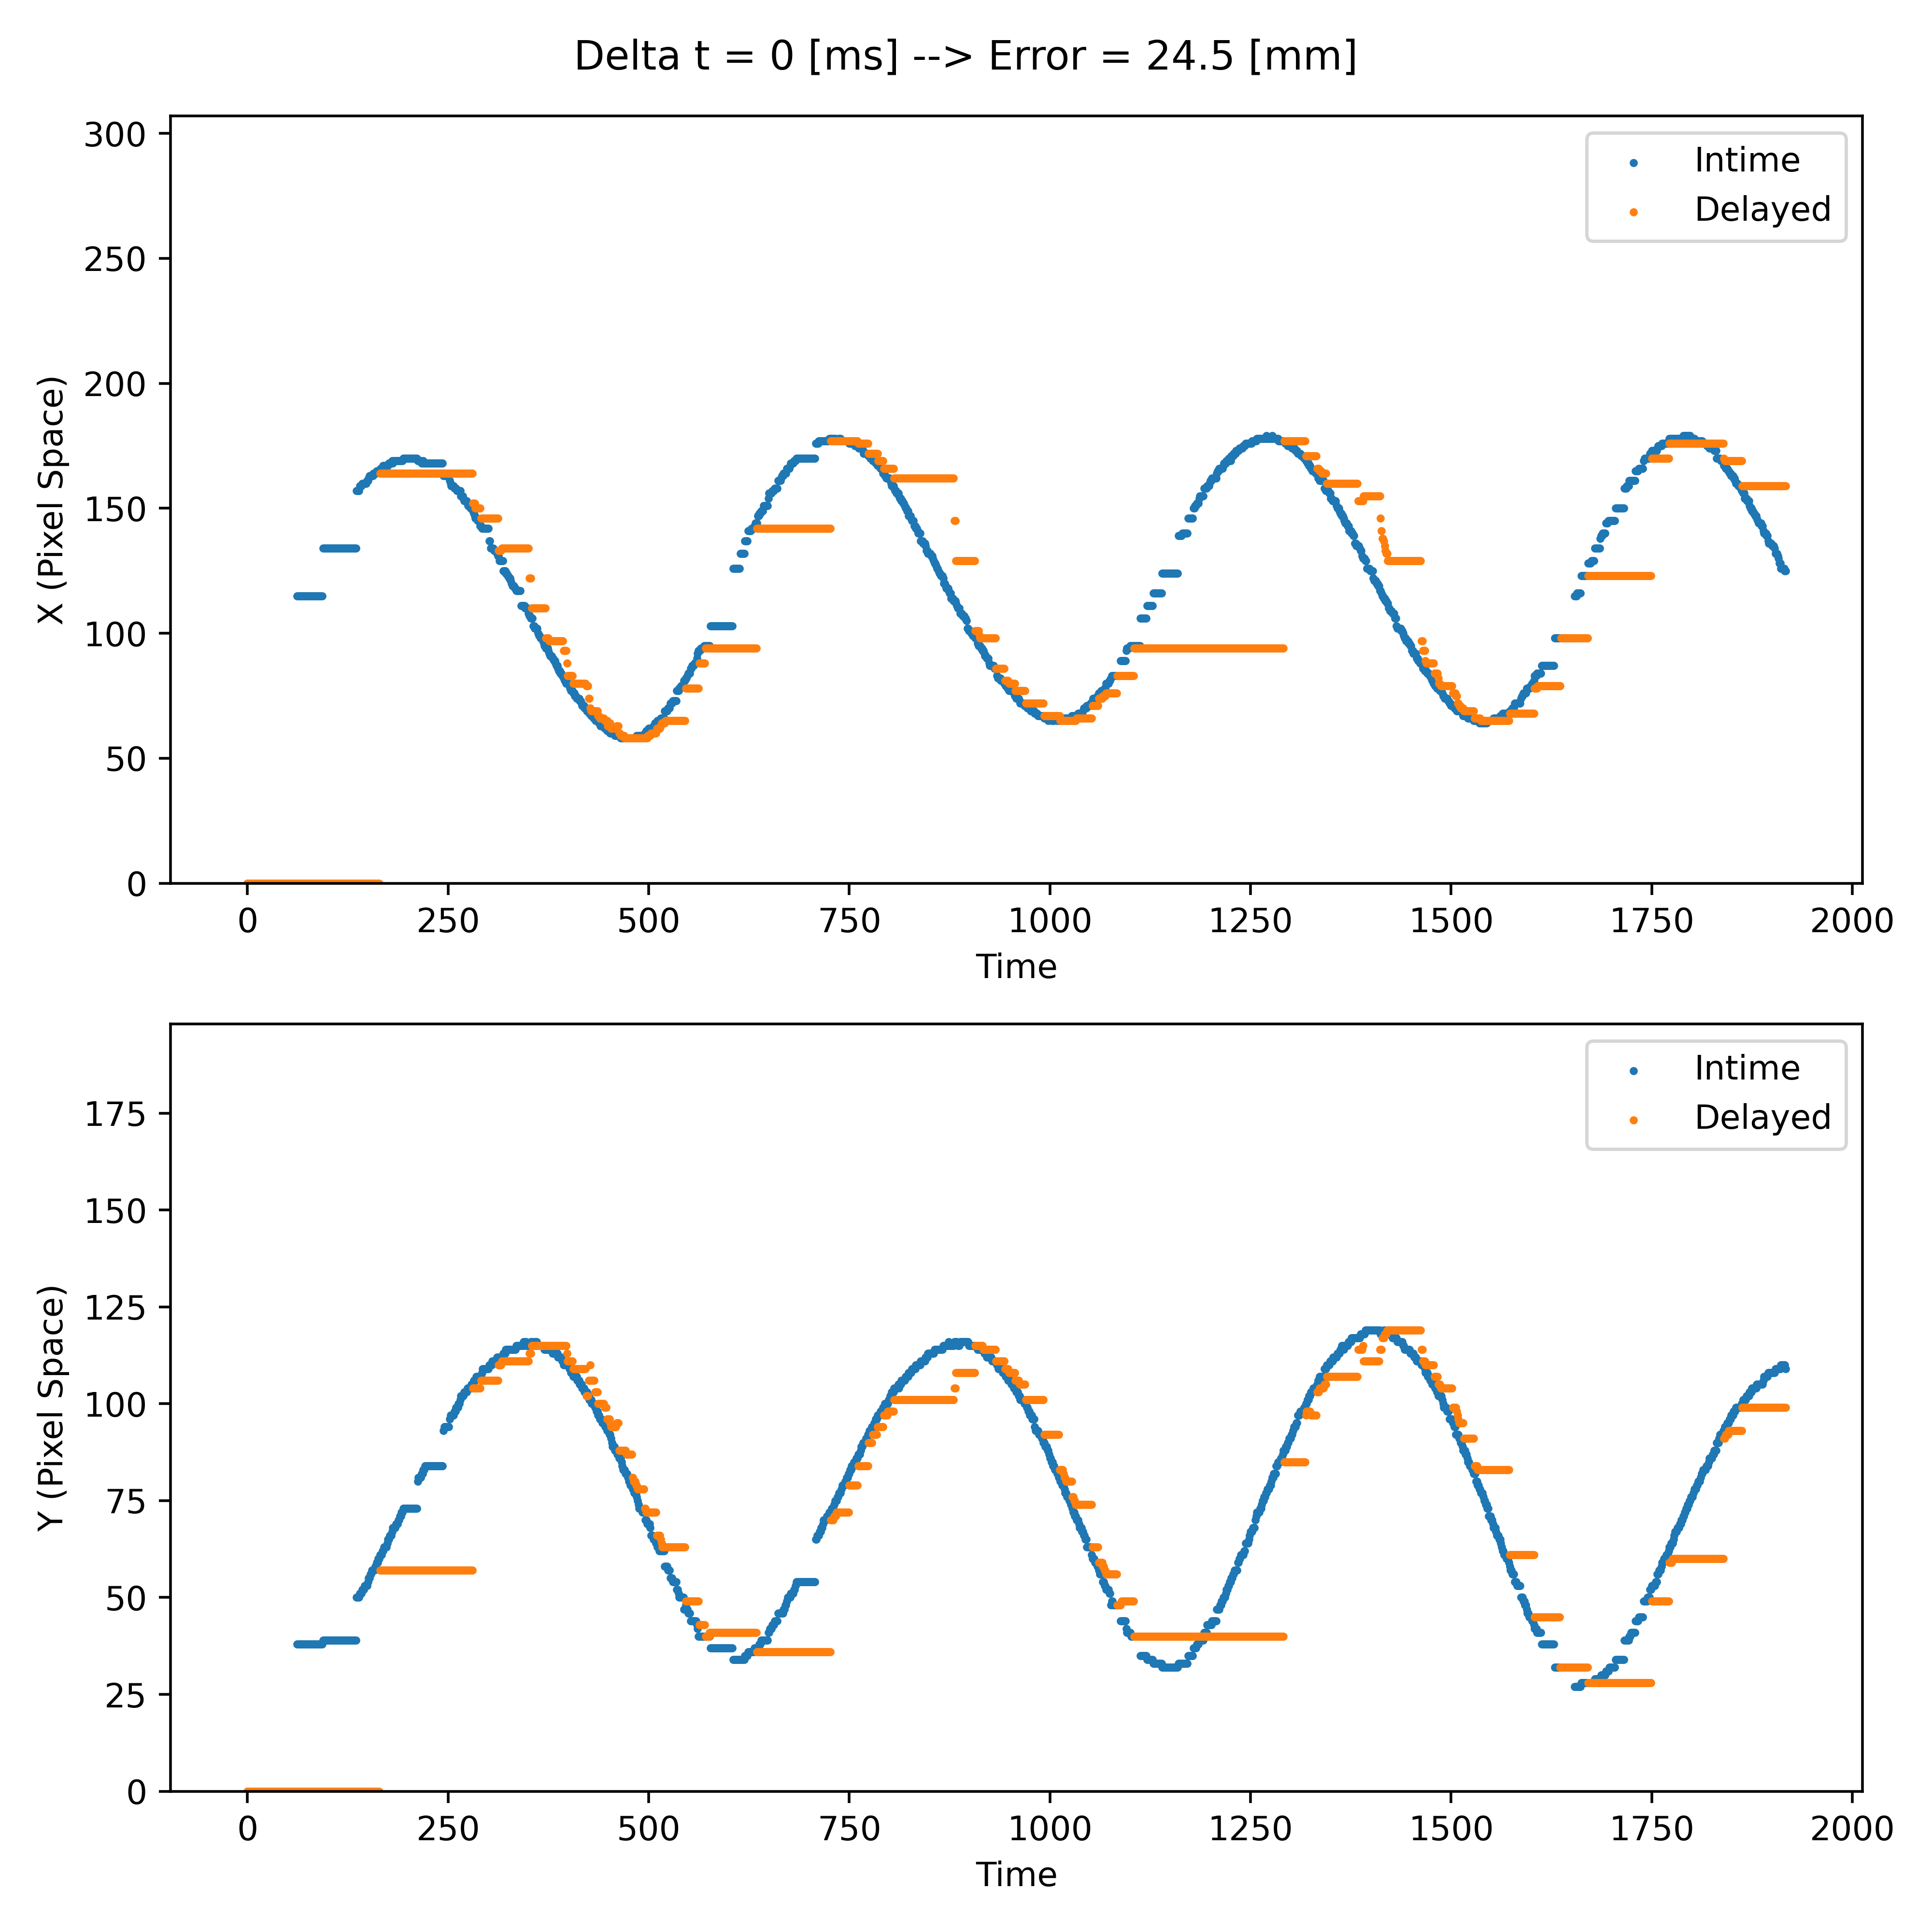 Delta t = 0 [ms] --> Error = 24.5 [mm]
300
250
200
150
100
50
0
X (Pixel Space)
Intime
Delayed
0 250 500 750 1000 1250 1500 1750 2000
Time
175
150
125
100
75
50
25
0
Y (Pixel Space)
Intime
Delayed
0 250 500 750 1000 1250 1500 1750 2000
Time